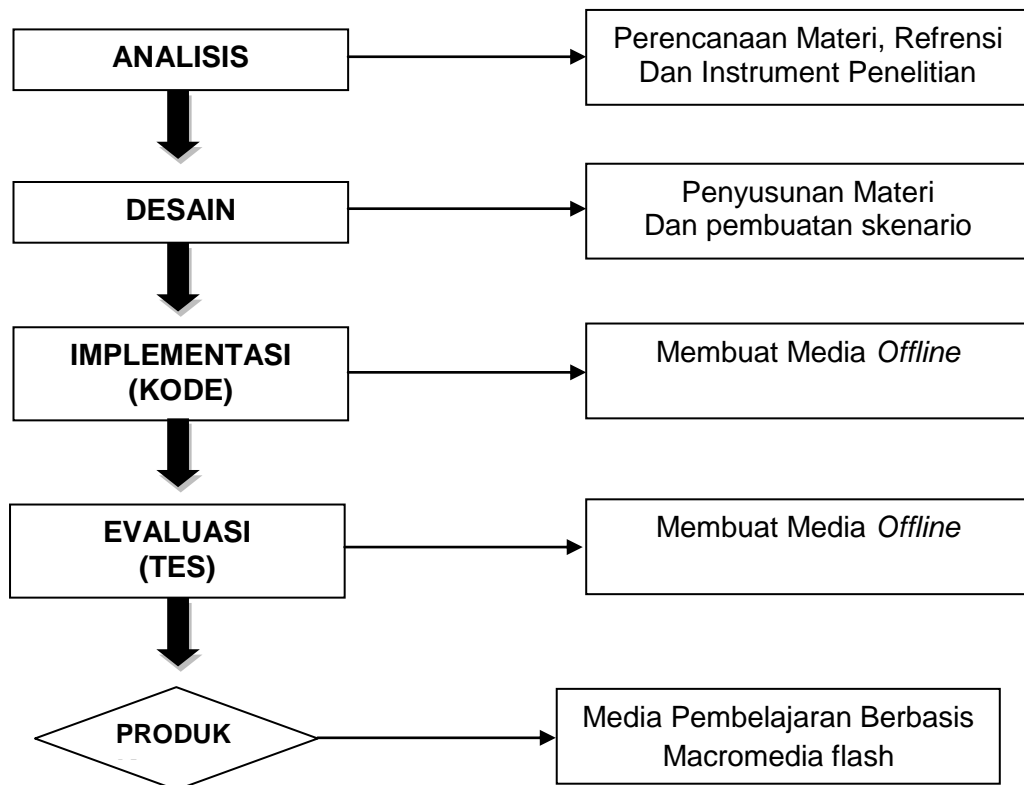 ANALISIS
Perencanaan Materi, Refrensi
Dan Instrument Penelitian
DESAIN
Penyusunan Materi
Dan pembuatan skenario
IMPLEMENTASI
(KODE)
Membuat Media Offline
EVALUASI
(TES)
Membuat Media Offline
PRODUK
Media Pembelajaran Berbasis
Macromedia flash